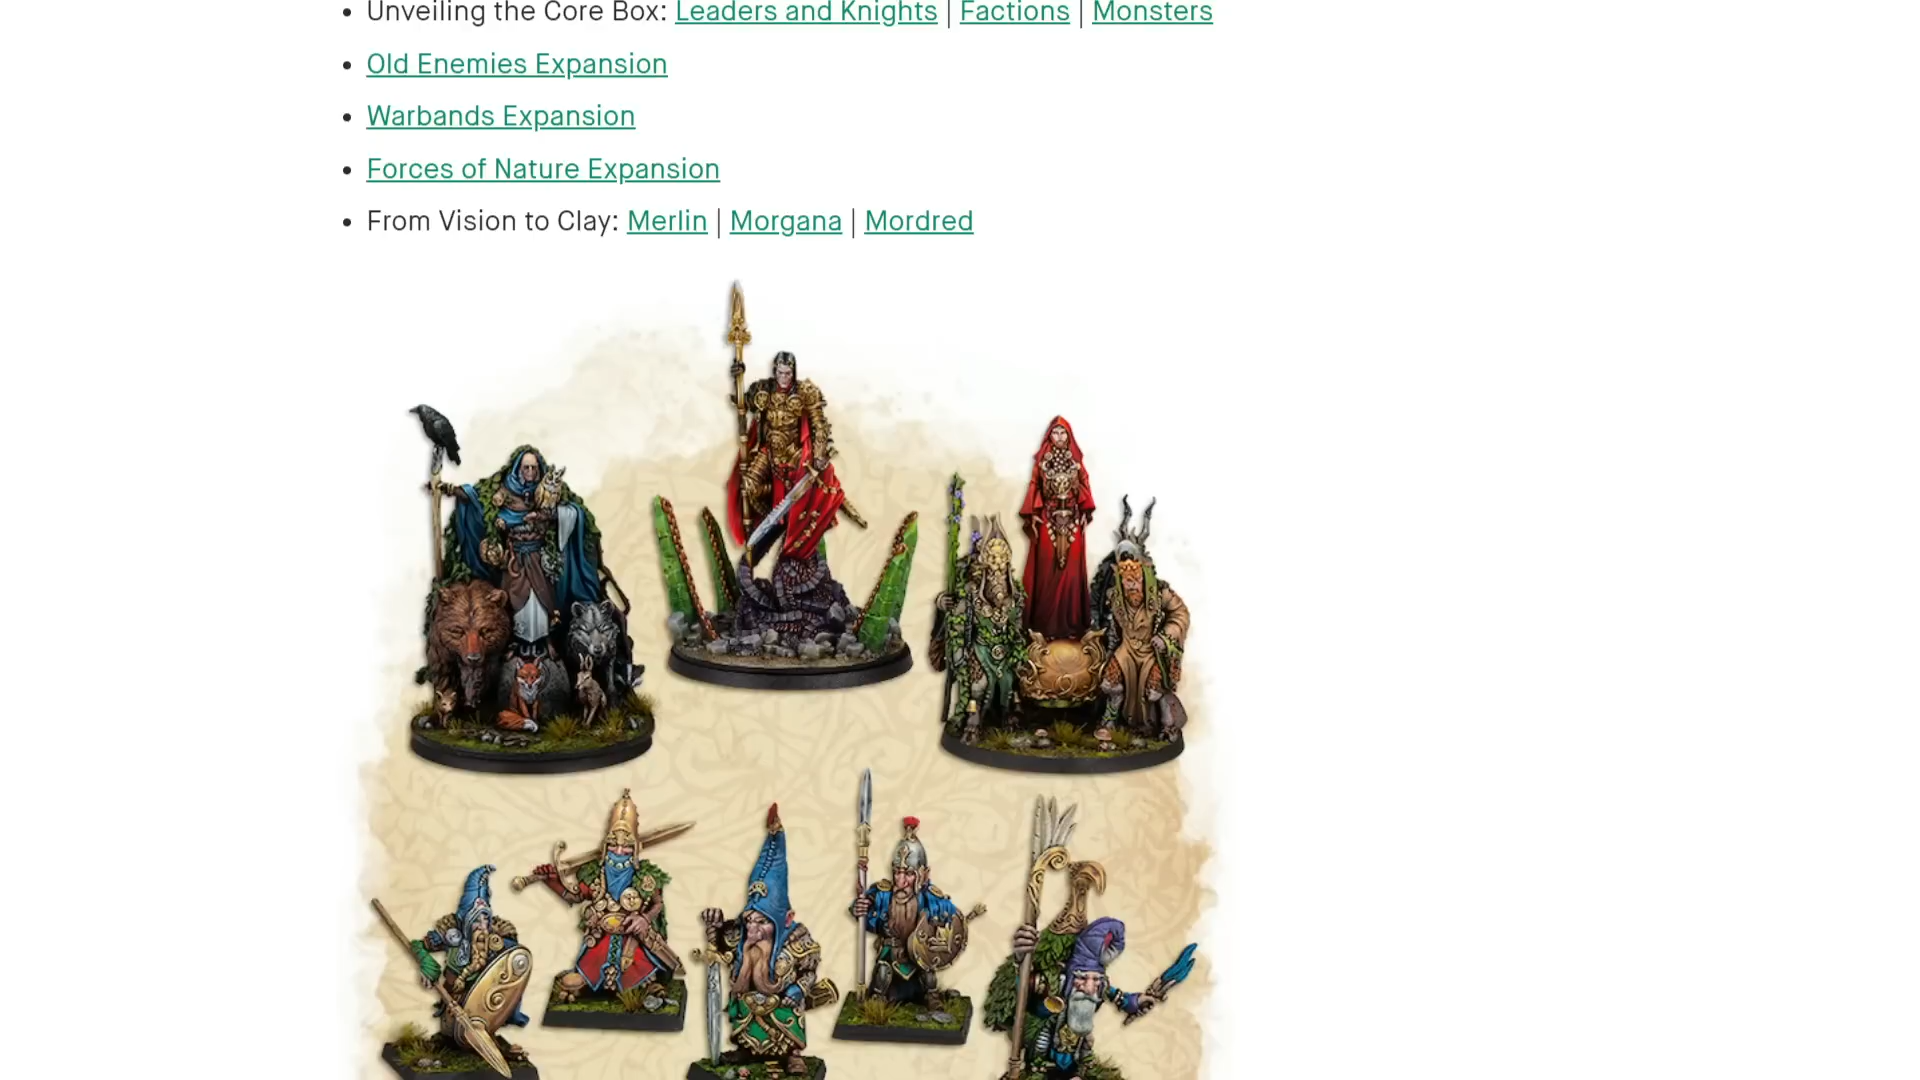 Unveiling the Core Box: Leaders and Knights | Factions | Monsters
Old Enemies Expansion
Warbands Expansion
Forces of Nature Expansion
From Vision to Clay: Merlin | Morgana | Mordred